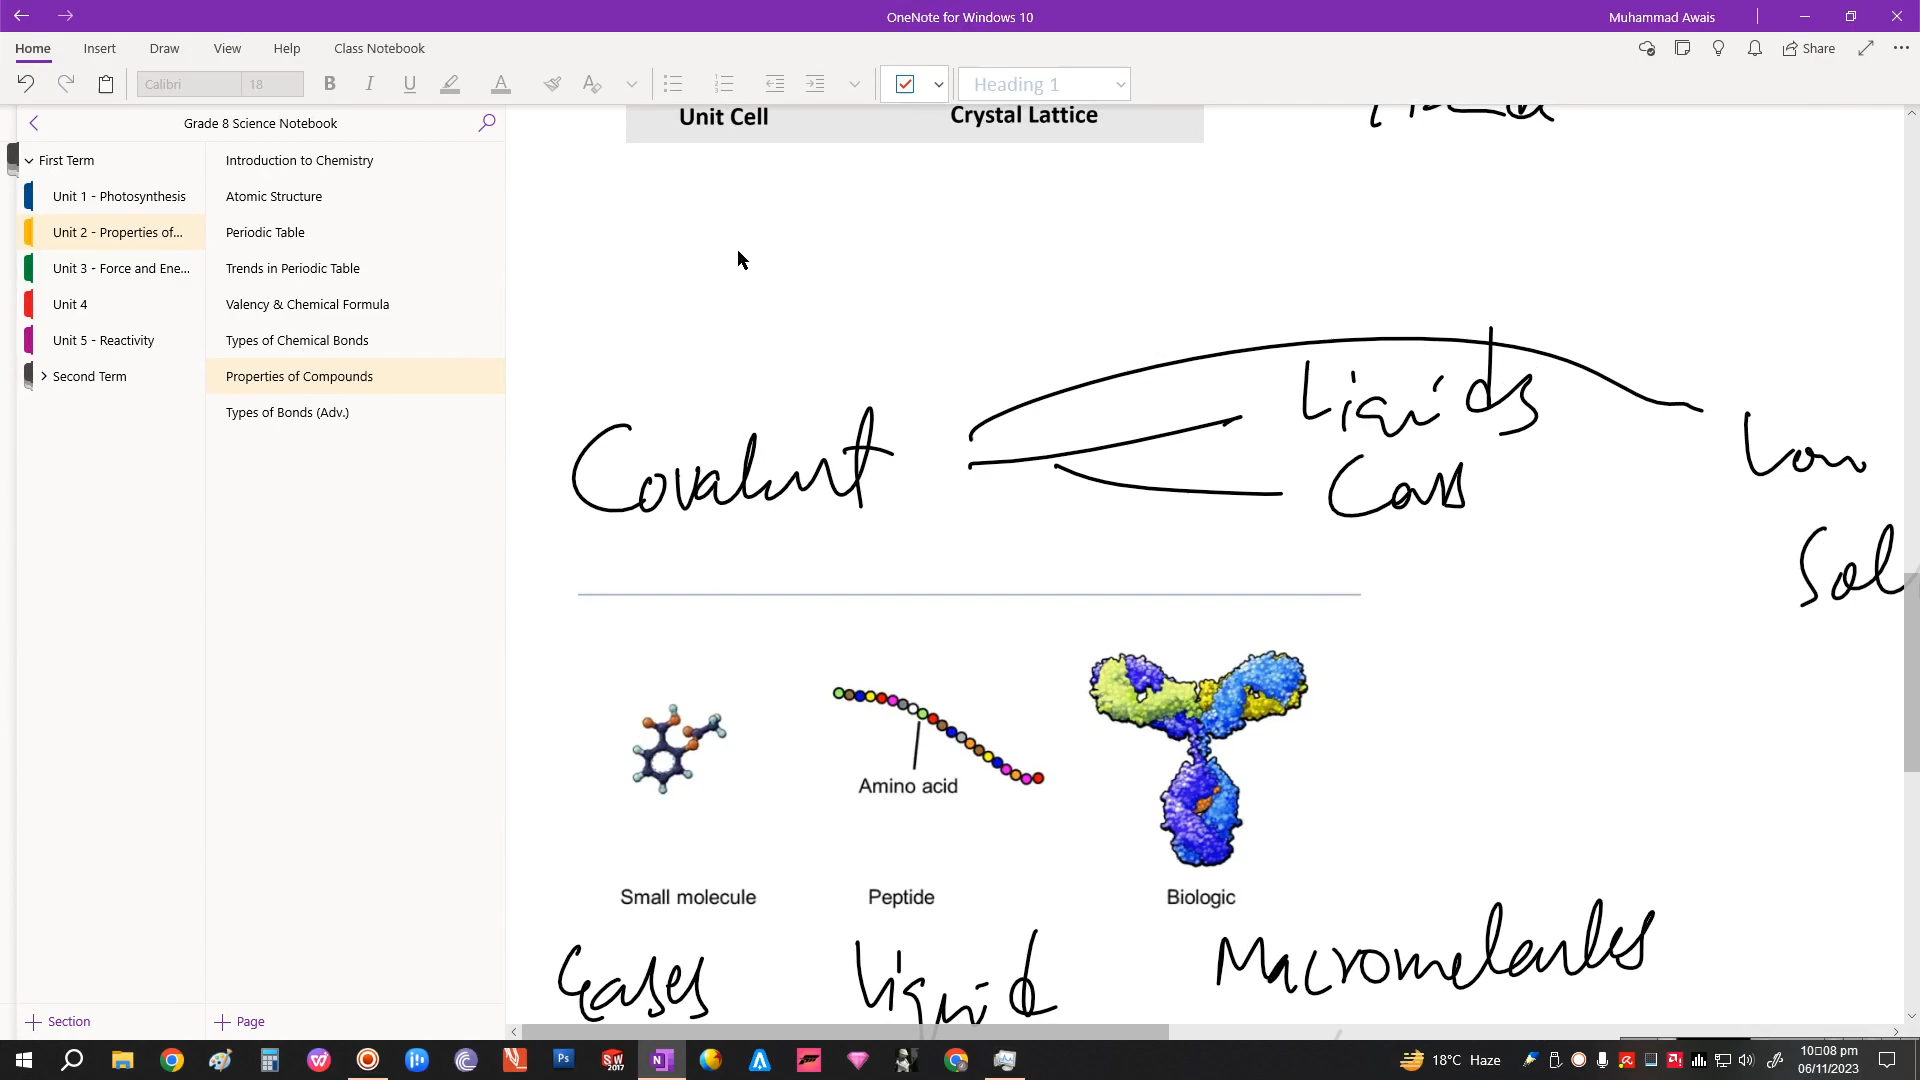 OneNote for Windows 10
Muhammad Awais
Home Insert Draw View Help Class Notebook
Share
Calibri 18 B I U A Heading 1
Grade 8 Science Notebook
First Term
Unit 1 - Photosynthesis
Unit 2 - Properties of...
Unit 3 - Force and Ene...
Unit 4
Unit 5 - Reactivity
Second Term
Introduction to Chemistry
Atomic Structure
Periodic Table
Trends in Periodic Table
Valency & Chemical Formula
Types of Chemical Bonds
Properties of Compounds
Types of Bonds (Adv.)
Unit Cell Crystal Lattice
Covalent
Liquids
Gass
Low
Sol
Amino acid
Small molecule Peptide Biologic
Gases Liquid Macromolecules
Section
Page
18°C Haze
10:08 pm
06/11/2023